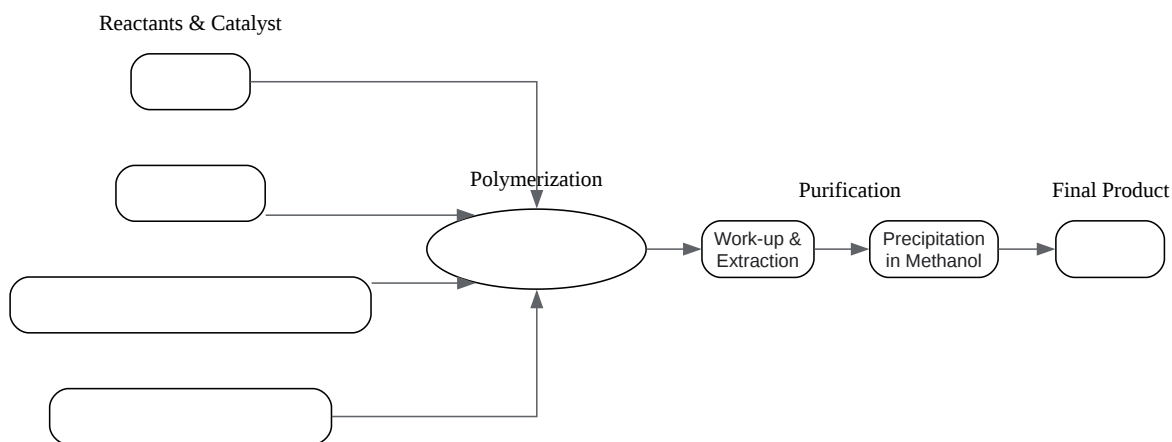 Reactants & Catalyst
Polymerization
Purification
Final Product
Work-up &
Extraction
Precipitation
in Methanol